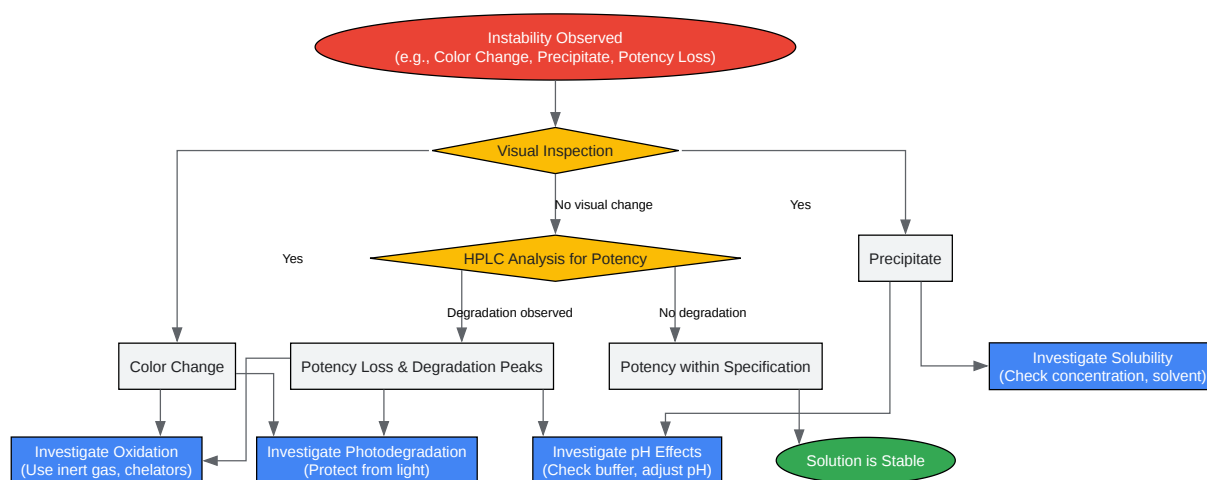 Instability Observed
(e.g., Color Change, Precipitate, Potency Loss)
Visual Inspection
No visual change
Yes
Yes
HPLC Analysis for Potency
Precipitate
Degradation observed
No degradation
Color Change
Potency Loss & Degradation Peaks
Potency within Specification
Investigate Solubility
(Check concentration, solvent)
Investigate Oxidation
(Use inert gas, chelators)
Investigate Photodegradation
(Protect from light)
Investigate pH Effects
(Check buffer, adjust pH)
Solution is Stable